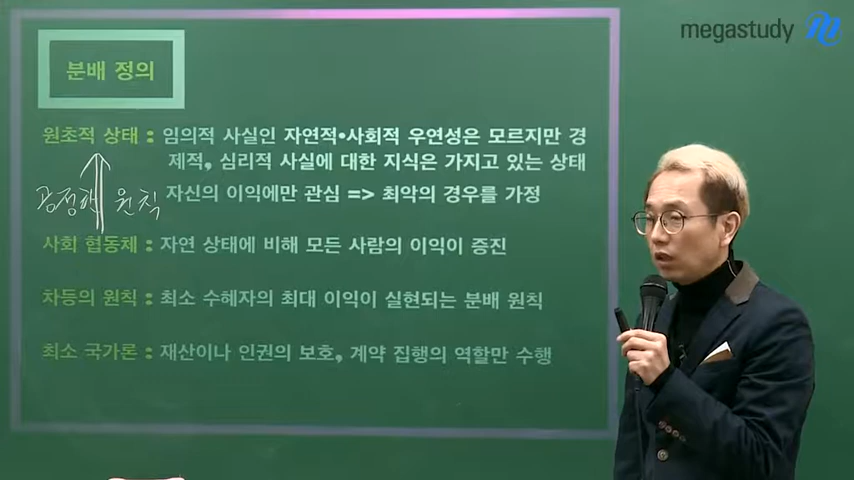 megastudy
분배 정의
원초적 상태 : 임의적 사실인 자연적•사회적 우연성은 모르지만 경
제적, 심리적 사실에 대한 지식은 가지고 있는 상태
공정한 원칙
자신의 이익에만 관심 => 최악의 경우를 가정
사회 협동체 : 자연 상태에 비해 모든 사람의 이익이 증진
차등의 원칙 : 최소 수혜자의 최대 이익이 실현되는 분배 원칙
최소 국가론 : 재산이나 인권의 보호, 계약 집행의 역할만 수행